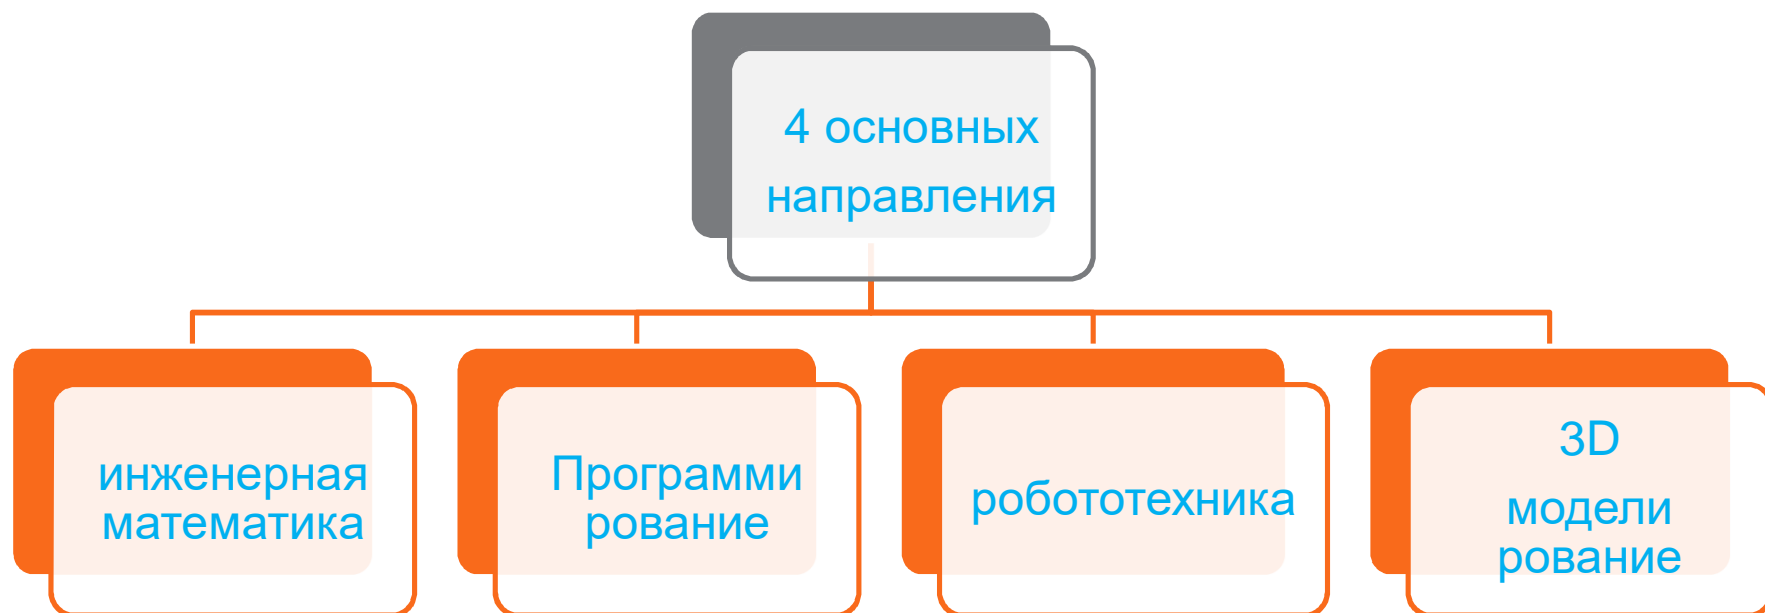 4 основных
направления
инженерная
математика
Программи
рование
робототехника
3D
модели
рование